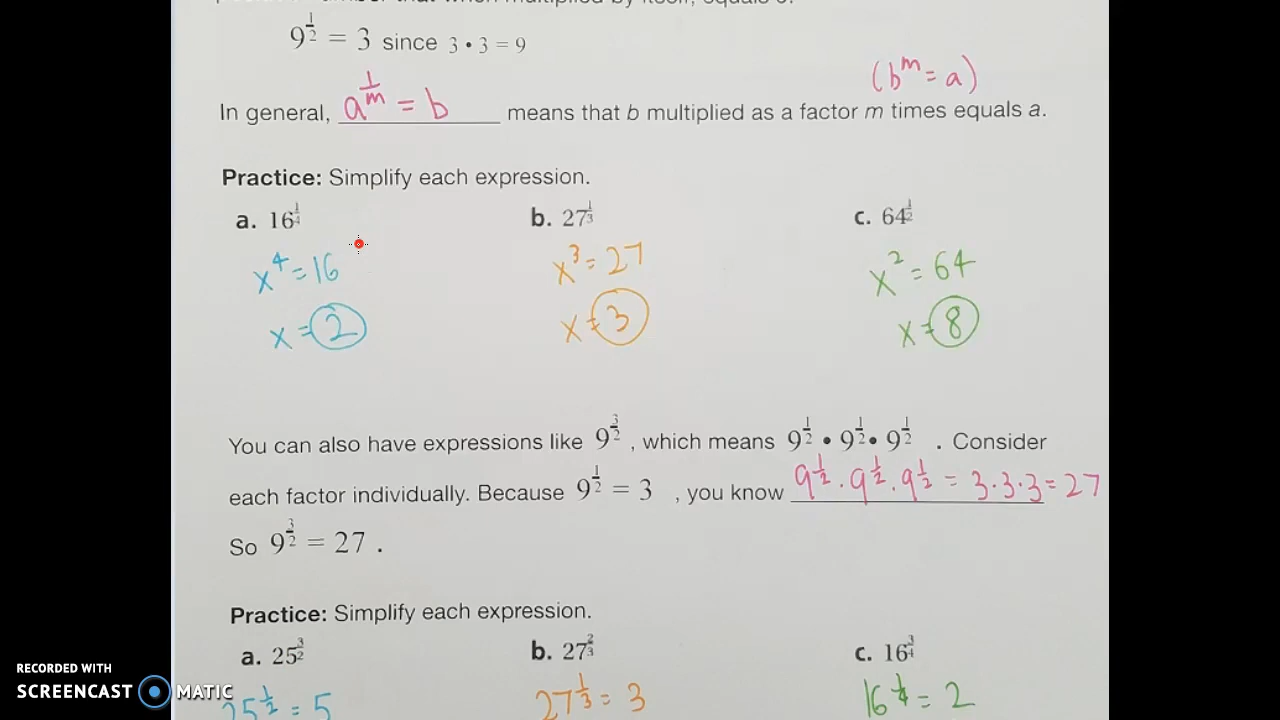 9^(1/2) = 3 since 3 • 3 = 9
(b^m = a)
In general, a^(1/m) = b means that b multiplied as a factor m times equals a.
Practice: Simplify each expression.
a. 16^(1/4) b. 27^(1/3) c. 64^(1/2)
x^4 = 16 x^3 = 27 x^2 = 64
x = 2 x = 3 x = 8
You can also have expressions like 9^(3/2), which means 9^(1/2) • 9^(1/2) • 9^(1/2). Consider
each factor individually. Because 9^(1/2) = 3, you know 9^(1/2) · 9^(1/2) · 9^(1/2) = 3·3·3 = 27
So 9^(3/2) = 27.
Practice: Simplify each expression.
a. 25^(3/2) b. 27^(2/3) c. 16^(3/4)
25^(1/2) = 5 27^(1/3) = 3 16^(1/4) = 2
RECORDED WITH
SCREENCAST MATIC